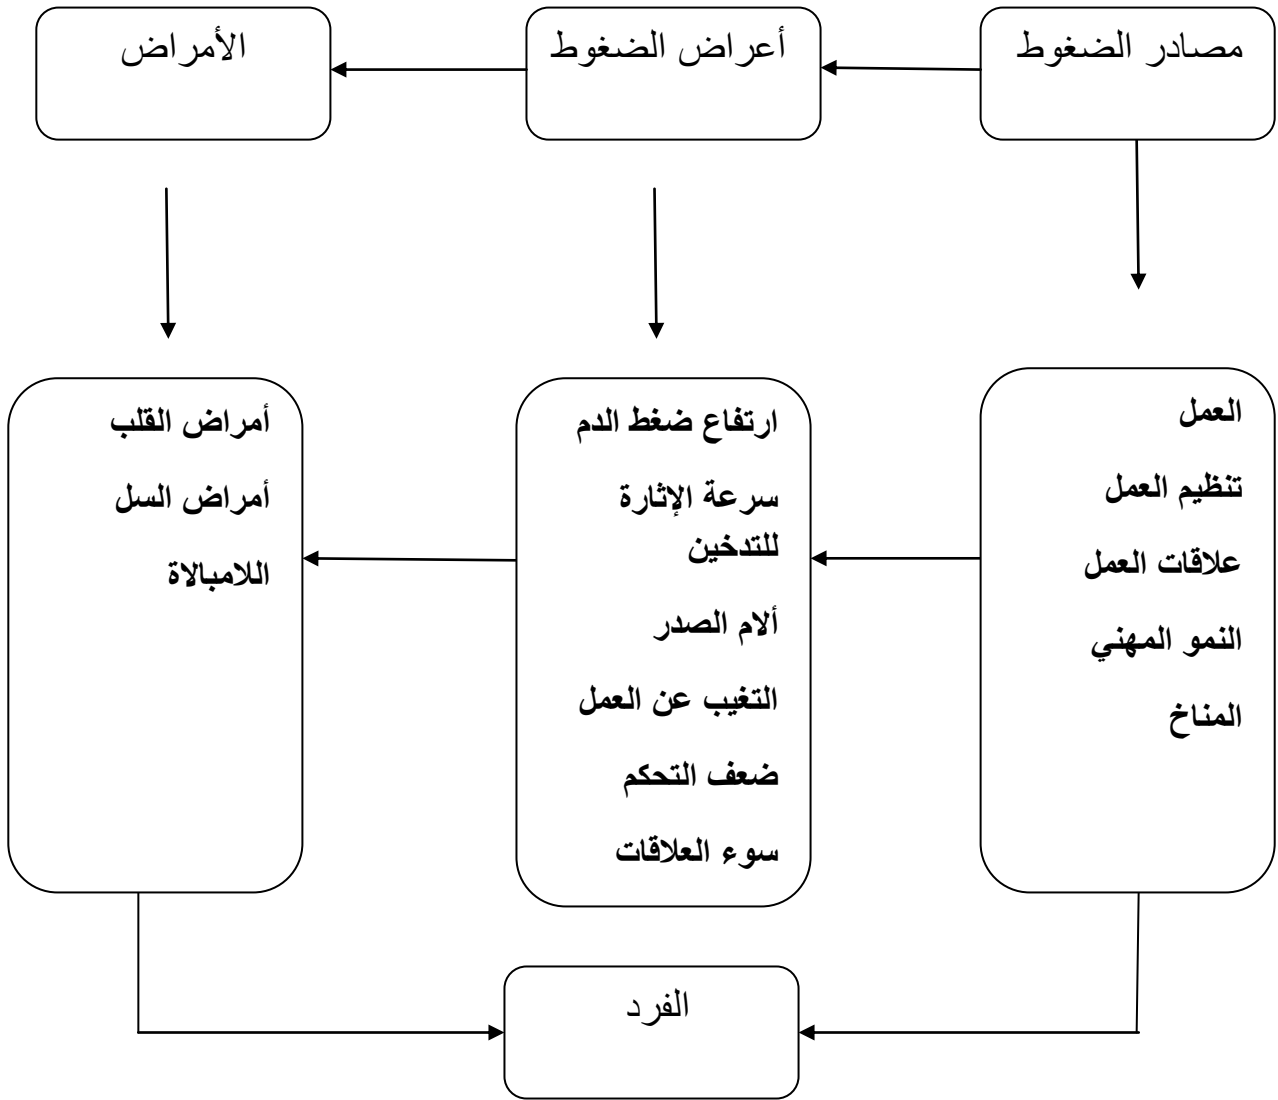 مصادر الضغوط
أعراض الضغوط
الأمراض
العمل
تنظيم العمل
علاقات العمل
النمو المهني
المناخ
ارتفاع ضغط الدم
سرعة الإثارة
للتدخين
ألام الصدر
التغيب عن العمل
ضعف التحكم
سوء العلاقات
أمراض القلب
أمراض السل
اللامبالاة
الفرد